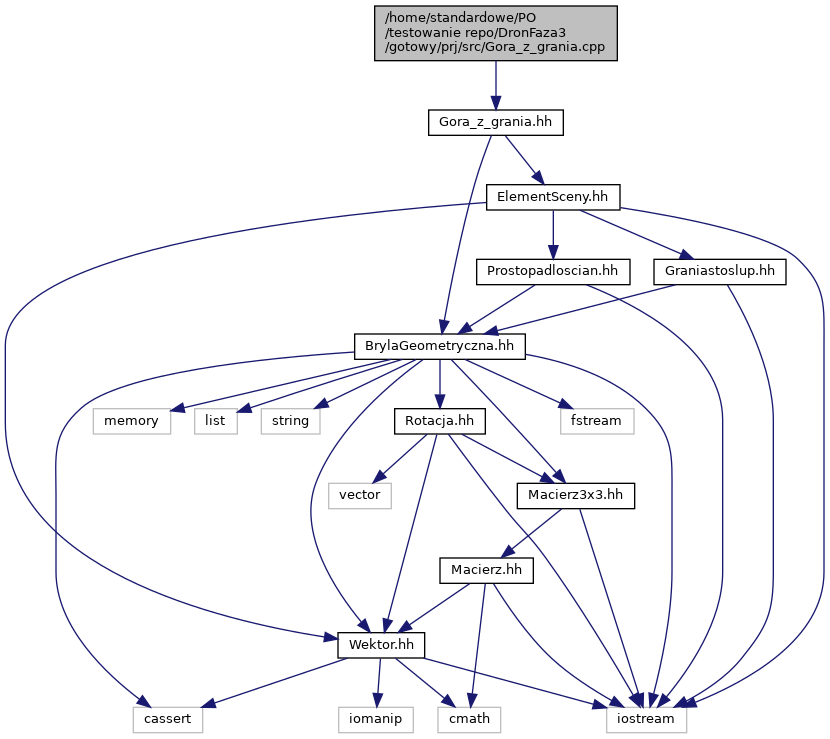 /home/standardowe/PO
/testowanie repo/DronFaza3
/gotowy/prj/src/Gora_z_grania.cpp
Gora_z_grania.hh
ElementSceny.hh
Prostopadloscian.hh
Graniastoslup.hh
BrylaGeometryczna.hh
memory
list
string
Rotacja.hh
fstream
vector
Macierz3x3.hh
Macierz.hh
Wektor.hh
cassert
iomanip
cmath
iostream